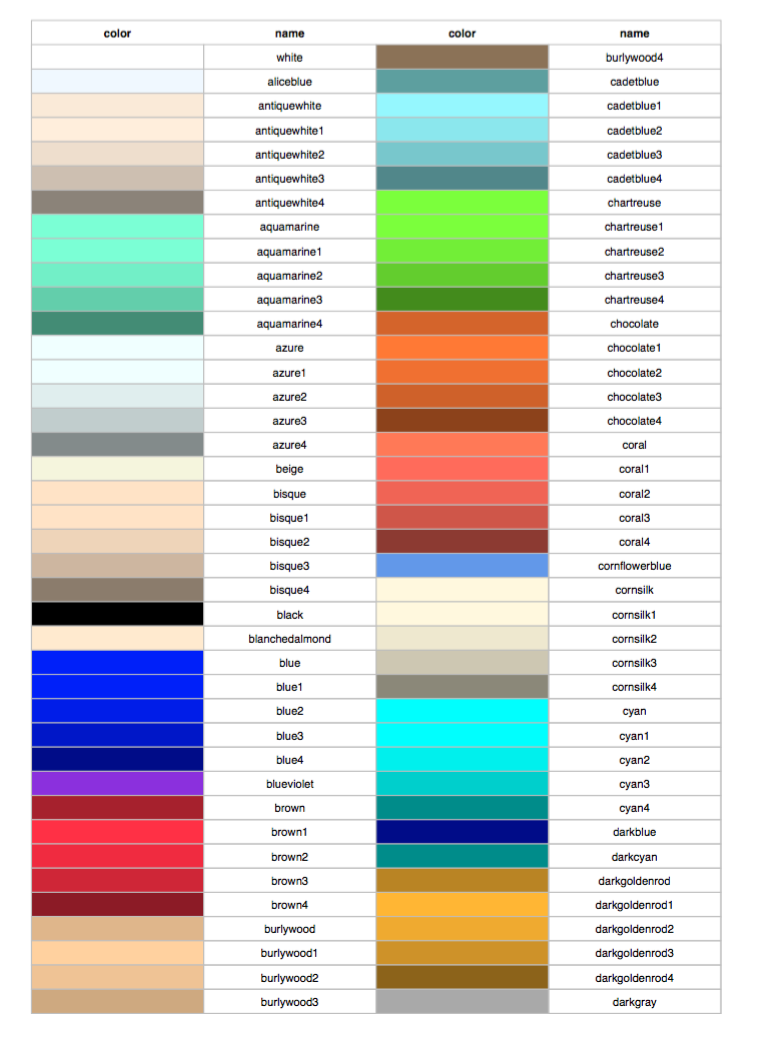 color name color name
white burlywood4
aliceblue cadetblue
antiquewhite cadetblue1
antiquewhite1 cadetblue2
antiquewhite2 cadetblue3
antiquewhite3 cadetblue4
antiquewhite4 chartreuse
aquamarine chartreuse1
aquamarine1 chartreuse2
aquamarine2 chartreuse3
aquamarine3 chartreuse4
aquamarine4 chocolate
azure chocolate1
azure1 chocolate2
azure2 chocolate3
azure3 chocolate4
azure4 coral
beige coral1
bisque coral2
bisque1 coral3
bisque2 coral4
bisque3 cornflowerblue
bisque4 cornsilk
black cornsilk1
blanchedalmond cornsilk2
blue cornsilk3
blue1 cornsilk4
blue2 cyan
blue3 cyan1
blue4 cyan2
blueviolet cyan3
brown cyan4
brown1 darkblue
brown2 darkcyan
brown3 darkgoldenrod
brown4 darkgoldenrod1
burlywood darkgoldenrod2
burlywood1 darkgoldenrod3
burlywood2 darkgoldenrod4
burlywood3 darkgray